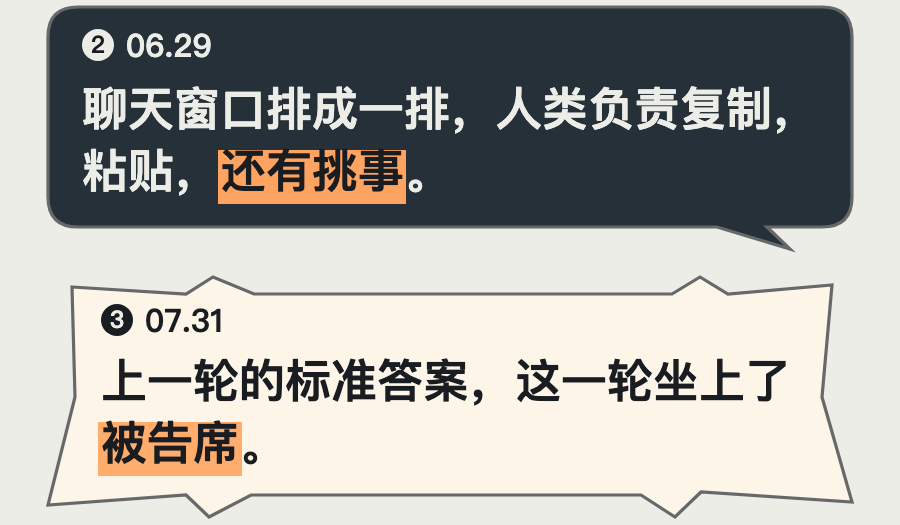 2 06.29
聊天窗口排成一排，人类负责复制，
粘贴，还有挑事。
3 07.31
上一轮的标准答案，这一轮坐上了
被告席。